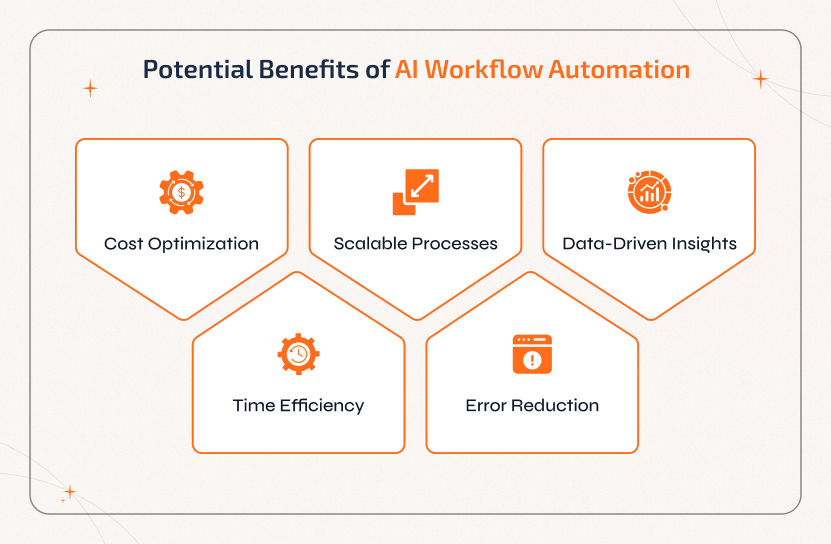 Potential Benefits of AI Workflow Automation
Cost Optimization
Scalable Processes
Data-Driven Insights
Time Efficiency
Error Reduction